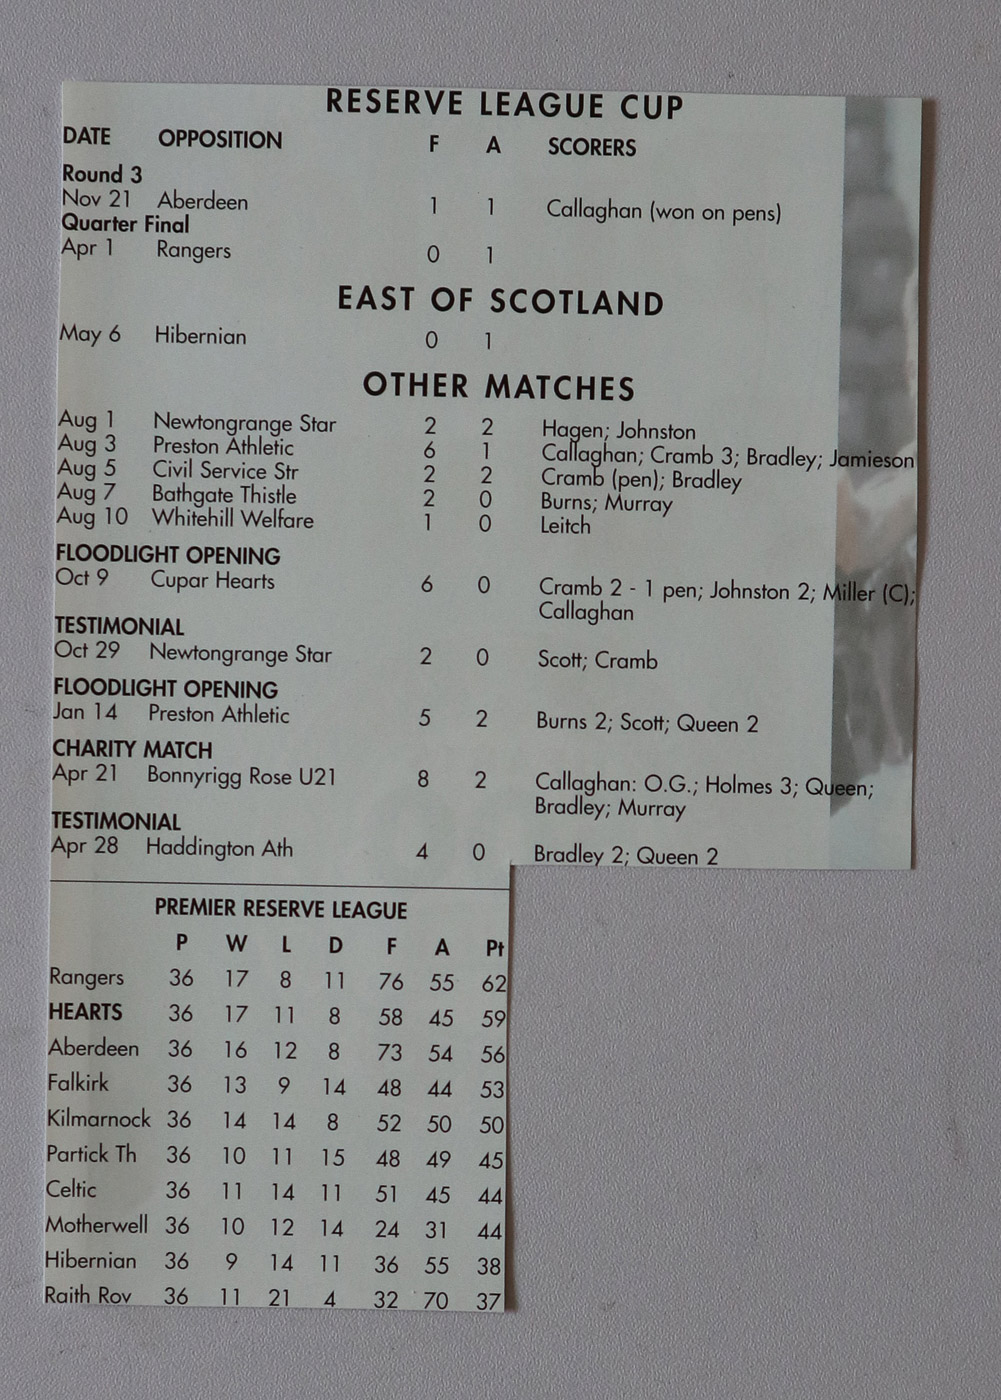 RESERVE LEAGUE CUP
DATE OPPOSITION F A SCORERS
Round 3
Nov 21 Aberdeen 1 1 Callaghan (won on pens)
Quarter Final
Apr 1 Rangers 0 1
EAST OF SCOTLAND
May 6 Hibernian 0 1
OTHER MATCHES
Aug 1 Newtongrange Star 2 2 Hagen; Johnston
Aug 3 Preston Athletic 6 1 Callaghan; Cramb 3; Bradley; Jamieson
Aug 5 Civil Service Str 2 2 Cramb (pen); Bradley
Aug 7 Bathgate Thistle 2 0 Burns; Murray
Aug 10 Whitehill Welfare 1 0 Leitch
FLOODLIGHT OPENING
Oct 9 Cupar Hearts 6 0 Cramb 2 - 1 pen; Johnston 2; Miller (C);
Callaghan
TESTIMONIAL
Oct 29 Newtongrange Star 2 0 Scott; Cramb
FLOODLIGHT OPENING
Jan 14 Preston Athletic 5 2 Burns 2; Scott; Queen 2
CHARITY MATCH
Apr 21 Bonnyrigg Rose U21 8 2 Callaghan: O.G.; Holmes 3; Queen;
Bradley; Murray
TESTIMONIAL
Apr 28 Haddington Ath 4 0 Bradley 2; Queen 2
PREMIER RESERVE LEAGUE
P W L D F A Pt
Rangers 36 17 8 11 76 55 62
HEARTS 36 17 11 8 58 45 59
Aberdeen 36 16 12 8 73 54 56
Falkirk 36 13 9 14 48 44 53
Kilmarnock 36 14 14 8 52 50 50
Partick Th 36 10 11 15 48 49 45
Celtic 36 11 14 11 51 45 44
Motherwell 36 10 12 14 24 31 44
Hibernian 36 9 14 11 36 55 38
Raith Rov 36 11 21 4 32 70 37